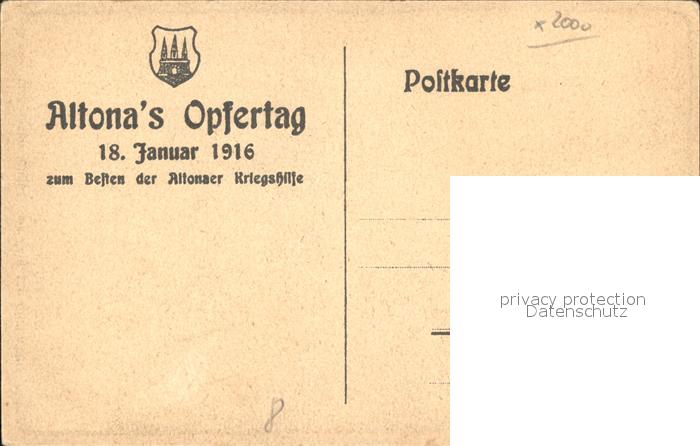 x 2000
Altona's Opfertag
18. Januar 1916
zum Beſten der Altonaer Kriegshilfe
Poſtkarte
privacy protection
Datenschutz
8